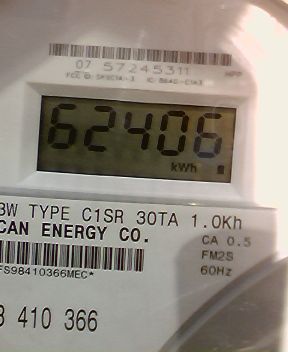 07 57245311 HPP
62406
kWh
3W TYPE C1SR 30TA 1.0Kh
CAN ENERGY CO.
CA 0.5
FM2S
60Hz
FS98410366MEC*
3 410 366